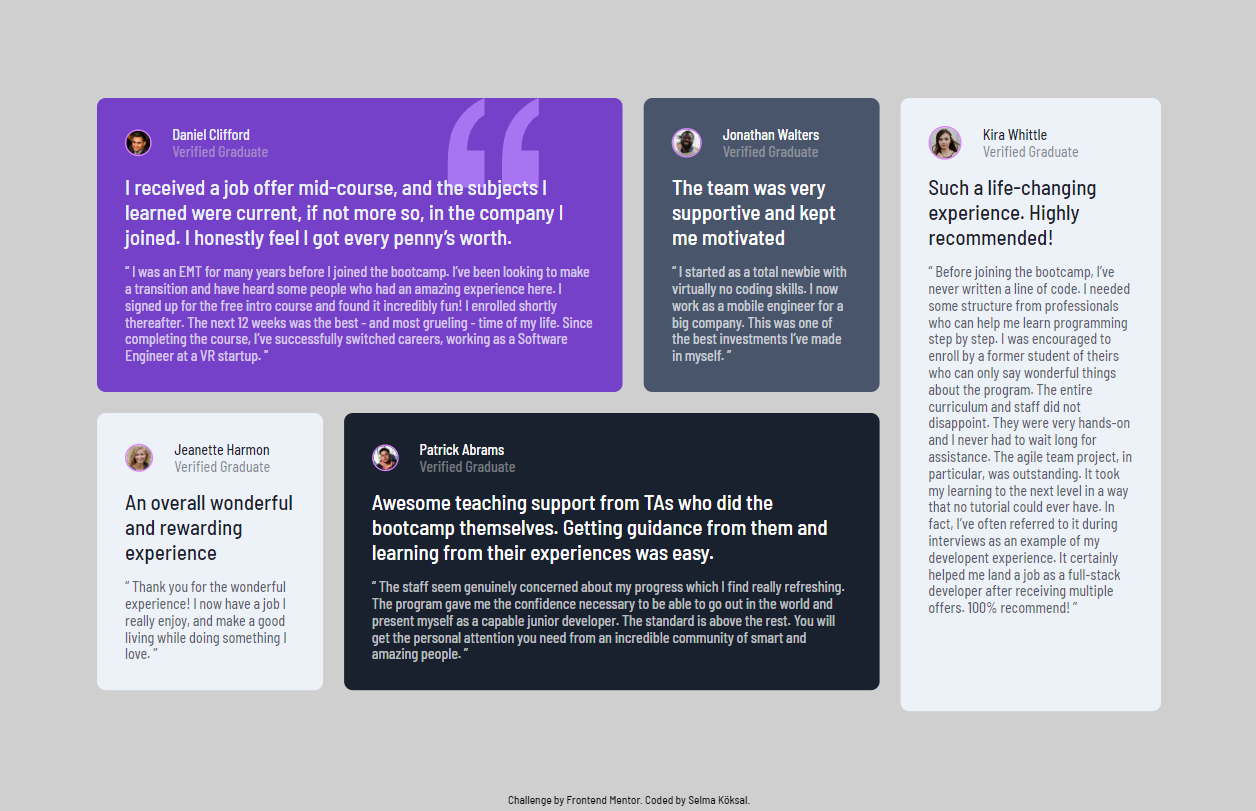 Daniel Clifford
Verified Graduate
I received a job offer mid-course, and the subjects I
learned were current, if not more so, in the company I
joined. I honestly feel I got every penny’s worth.
“ I was an EMT for many years before I joined the bootcamp. I’ve been looking to make
a transition and have heard some people who had an amazing experience here. I
signed up for the free intro course and found it incredibly fun! I enrolled shortly
thereafter. The next 12 weeks was the best - and most grueling - time of my life. Since
completing the course, I’ve successfully switched careers, working as a Software
Engineer at a VR startup. ”
Jonathan Walters
Verified Graduate
The team was very
supportive and kept
me motivated
“ I started as a total newbie with
virtually no coding skills. I now
work as a mobile engineer for a
big company. This was one of
the best investments I’ve made
in myself. ”
Kira Whittle
Verified Graduate
Such a life-changing
experience. Highly
recommended!
“ Before joining the bootcamp, I’ve
never written a line of code. I needed
some structure from professionals
who can help me learn programming
step by step. I was encouraged to
enroll by a former student of theirs
who can only say wonderful things
about the program. The entire
curriculum and staff did not
disappoint. They were very hands-on
and I never had to wait long for
assistance. The agile team project, in
particular, was outstanding. It took
my learning to the next level in a way
that no tutorial could ever have. In
fact, I’ve often referred to it during
interviews as an example of my
developent experience. It certainly
helped me land a job as a full-stack
developer after receiving multiple
offers. 100% recommend! ”
Jeanette Harmon
Verified Graduate
An overall wonderful
and rewarding
experience
“ Thank you for the wonderful
experience! I now have a job I
really enjoy, and make a good
living while doing something I
love. ”
Patrick Abrams
Verified Graduate
Awesome teaching support from TAs who did the
bootcamp themselves. Getting guidance from them and
learning from their experiences was easy.
“ The staff seem genuinely concerned about my progress which I find really refreshing.
The program gave me the confidence necessary to be able to go out in the world and
present myself as a capable junior developer. The standard is above the rest. You will
get the personal attention you need from an incredible community of smart and
amazing people. ”
Challenge by Frontend Mentor. Coded by Selma Köksal.